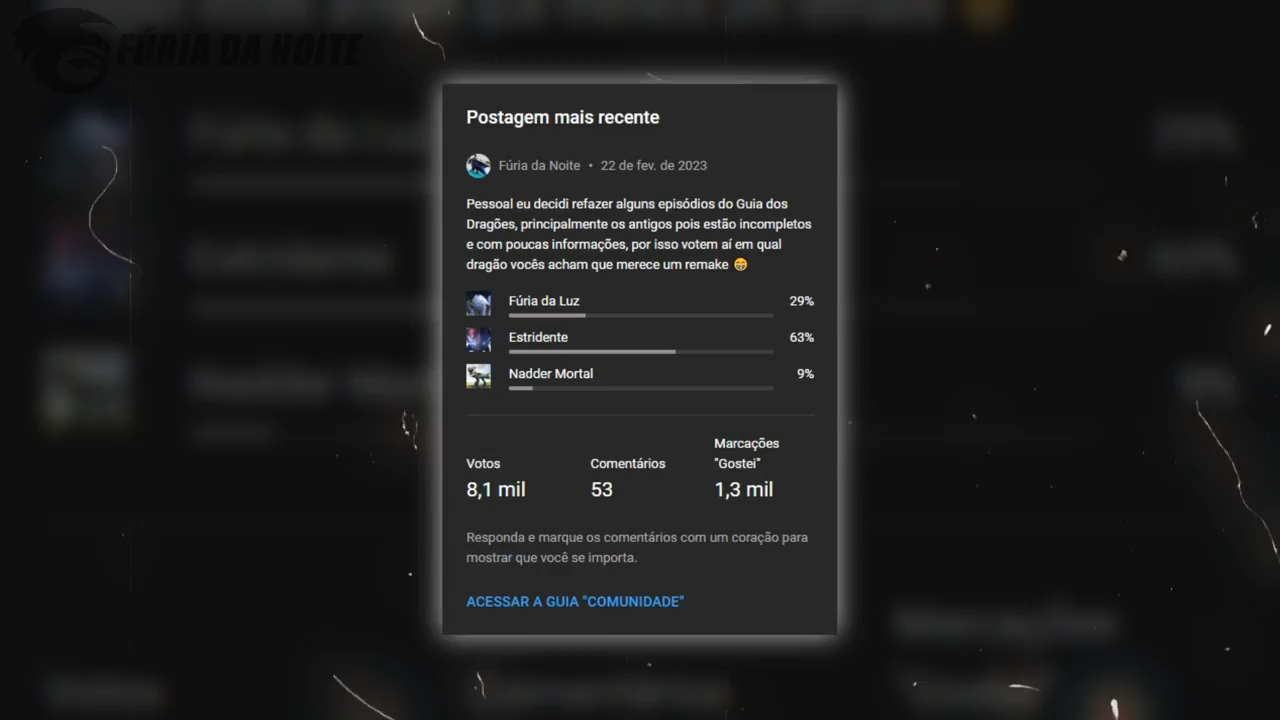 FÚRIA DA NOITE
Postagem mais recente
Fúria da Noite • 22 de fev. de 2023
Pessoal eu decidi refazer alguns episódios do Guia dos
Dragões, principalmente os antigos pois estão incompletos
e com poucas informações, por isso votem aí em qual
dragão vocês acham que merece um remake 😁
Fúria da Luz 29%
Estridente 63%
Nadder Mortal 9%
Marcações
Votos Comentários "Gostei"
8,1 mil 53 1,3 mil
Responda e marque os comentários com um coração para
mostrar que você se importa.
ACESSAR A GUIA "COMUNIDADE"